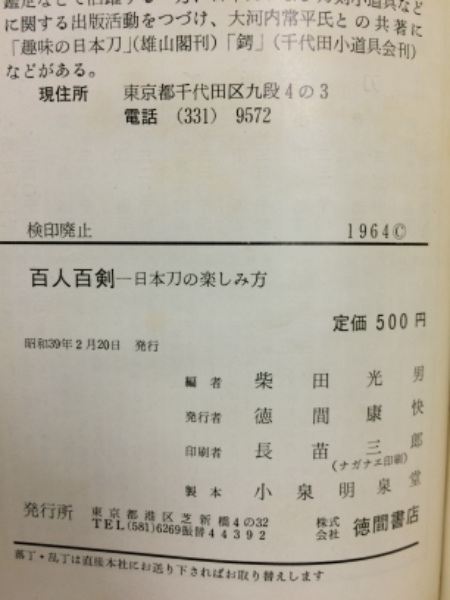 に関する出版活動をつづけ、大河内常平氏との共著に
「趣味の日本刀」(雄山閣刊)「鍔」(千代田小道具会刊)
などがある。
現住所 東京都千代田区九段4の3
電話 (331) 9572
検印廃止 1964©
百人百剣—日本刀の楽しみ方
定価 500円
昭和39年2月20日 発行
編者 柴田光男
発行者 徳間康快
印刷者 長苗三郎
(ナガナエ印刷)
製本 小泉明泉堂
発行所 東京都港区芝新橋4の32 株式会社 徳間書店
TEL(581)6269振替44392
落丁・乱丁は直接本社にお送り下さればお取り替えします